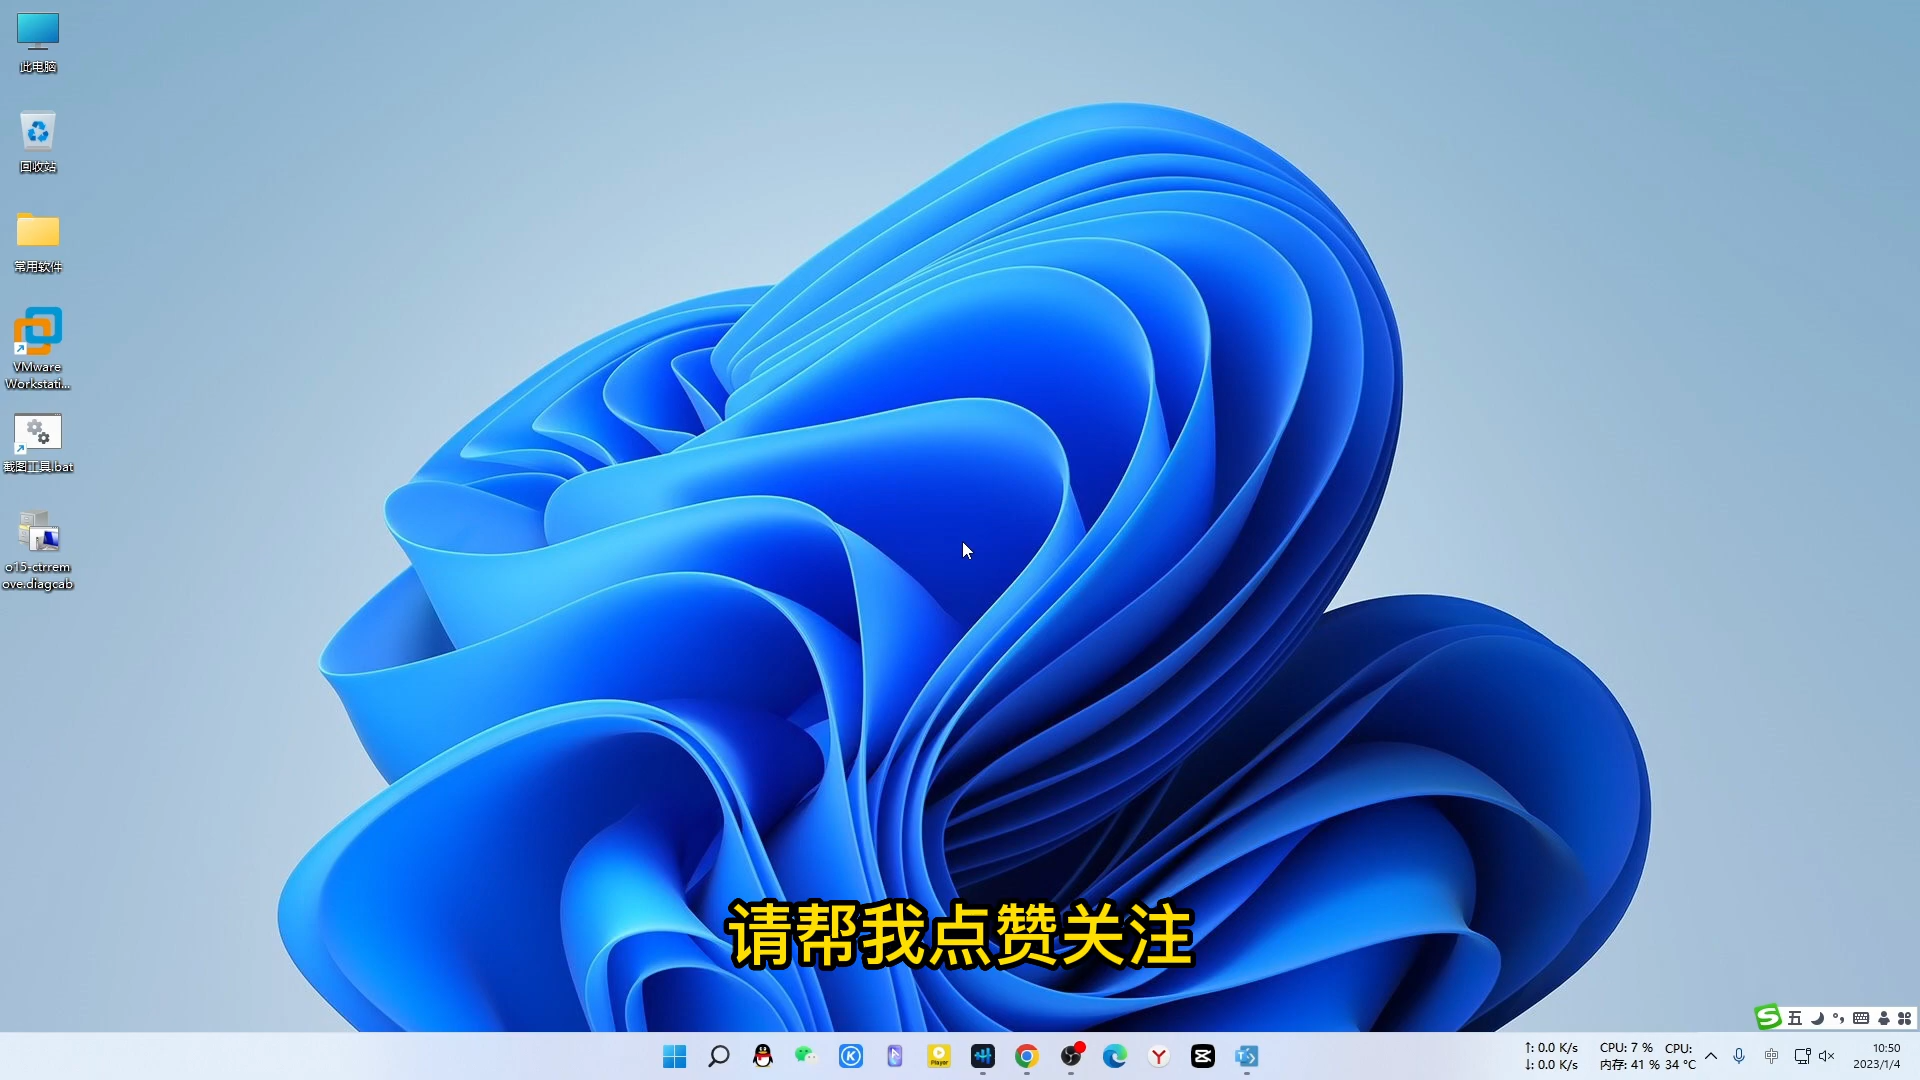 此电脑
回收站
常用软件
VMware
Workstati...
截图工具.bat
o15-ctrrem
ove.diagcab
请帮我点赞关注
五
Player
↑: 0.0 K/s
↓: 0.0 K/s
CPU: 7 %
内存: 41 %
CPU:
34 °C
中
10:50
2023/1/4